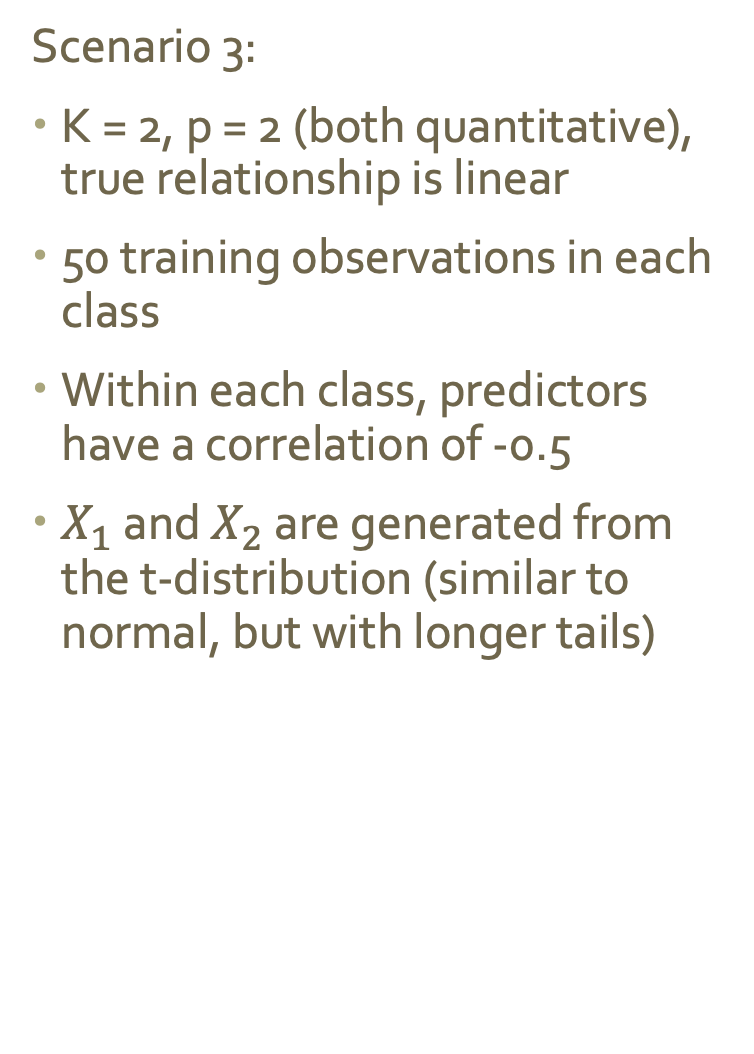 Scenario 3:
• K = 2, p = 2 (both quantitative),
true relationship is linear
• 50 training observations in each
class
• Within each class, predictors
have a correlation of -0.5
• X₁ and X₂ are generated from
the t-distribution (similar to
normal, but with longer tails)